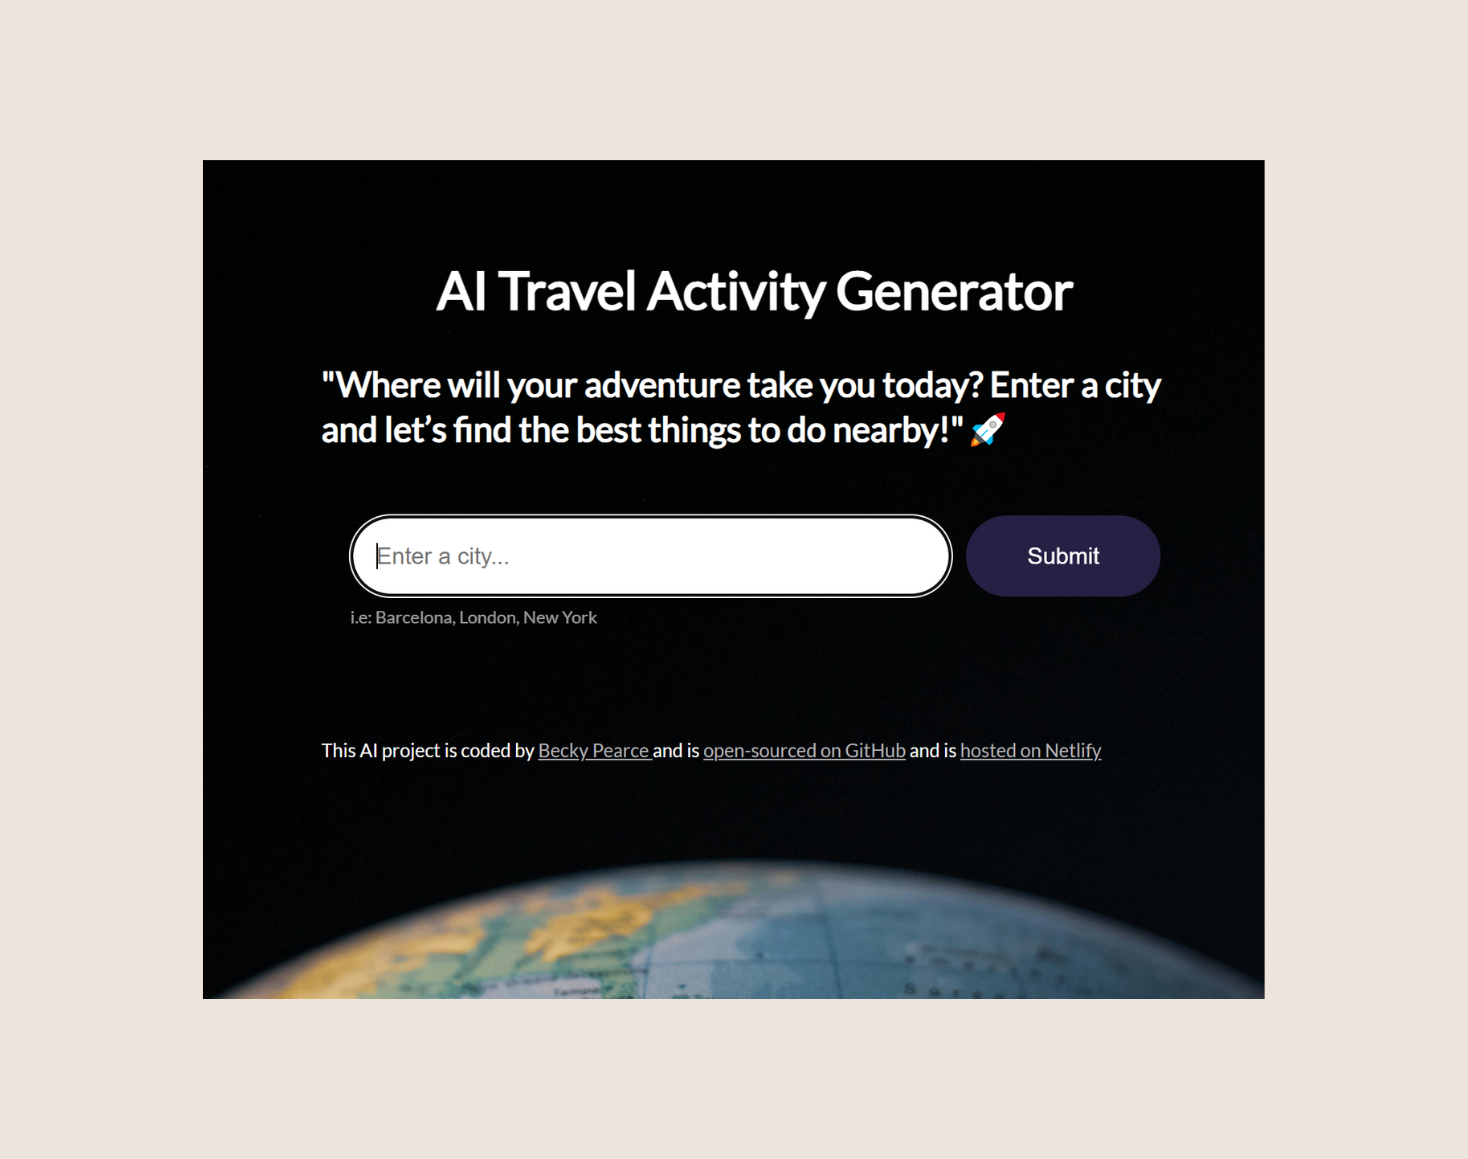 AI Travel Activity Generator
"Where will your adventure take you today? Enter a city
and let’s find the best things to do nearby!" 🚀
Enter a city...
Submit
i.e: Barcelona, London, New York
This AI project is coded by Becky Pearce and is open-sourced on GitHub and is hosted on Netlify
Tampa